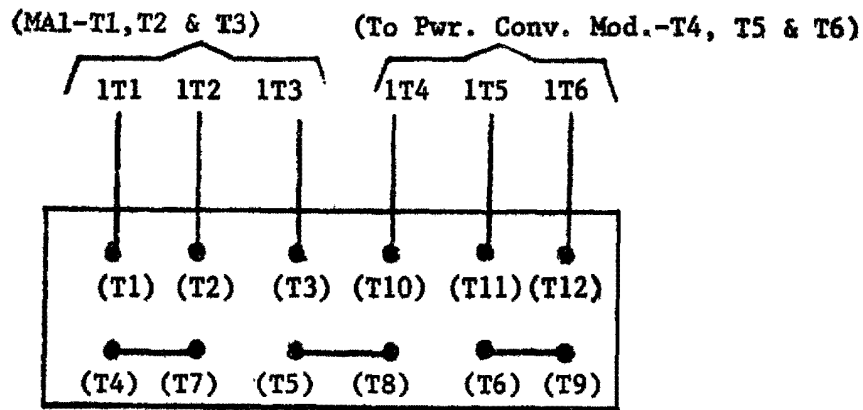 (MA1-T1,T2 & T3) (To Pwr. Conv. Mod.-T4, T5 & T6)
1T1 1T2 1T3 1T4 1T5 1T6
(T1) (T2) (T3) (T10) (T11) (T12)
(T4) (T7) (T5) (T8) (T6) (T9)